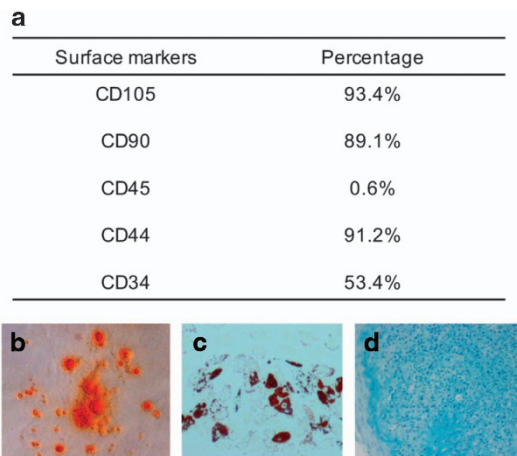 a
Surface markers Percentage
CD105 93.4%
CD90 89.1%
CD45 0.6%
CD44 91.2%
CD34 53.4%
b c d